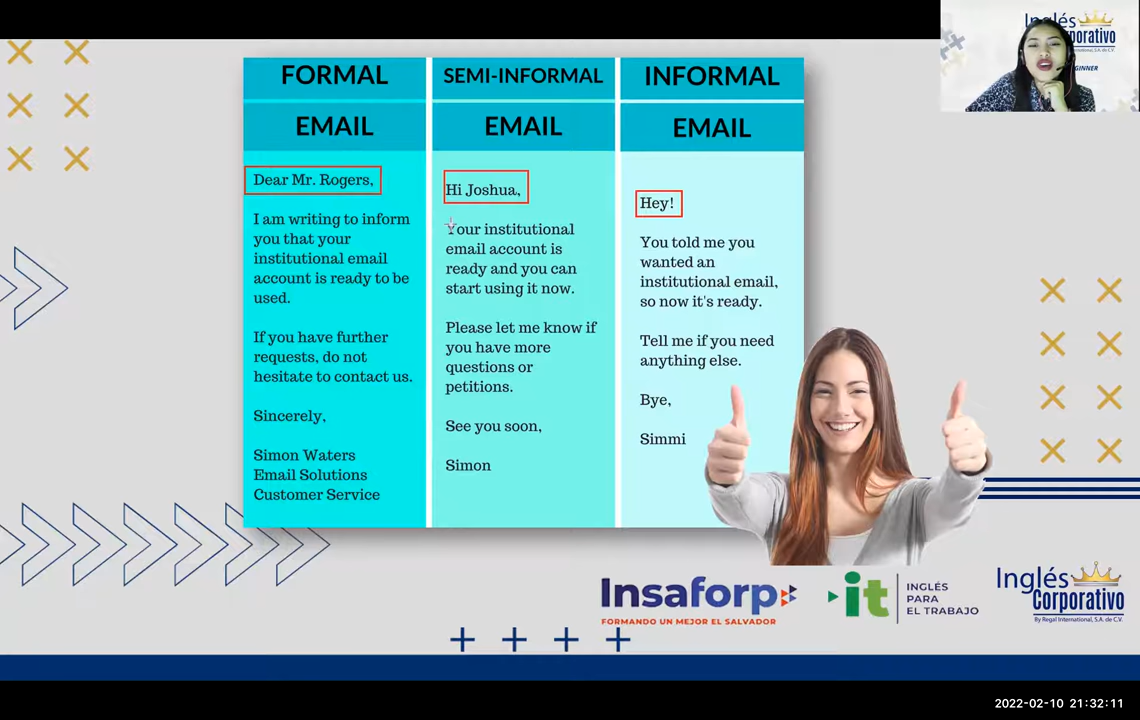 Inglés
Corporativo
International, S.A. de C.V.
FORMAL
SEMI-INFORMAL
INFORMAL
EMAIL
EMAIL
EMAIL
Dear Mr. Rogers,
I am writing to inform
you that your
institutional email
account is ready to be
used.
If you have further
requests, do not
hesitate to contact us.
Sincerely,
Simon Waters
Email Solutions
Customer Service
Hi Joshua,
Your institutional
email account is
ready and you can
start using it now.
Please let me know if
you have more
questions or
petitions.
See you soon,
Simon
Hey!
You told me you
wanted an
institutional email,
so now it's ready.
Tell me if you need
anything else.
Bye,
Simmi
Insaforp
FORMANDO UN MEJOR EL SALVADOR
it
INGLÉS
PARA
EL TRABAJO
Inglés
Corporativo
By Regal International, S.A. de C.V.
2022-02-10 21:32:11